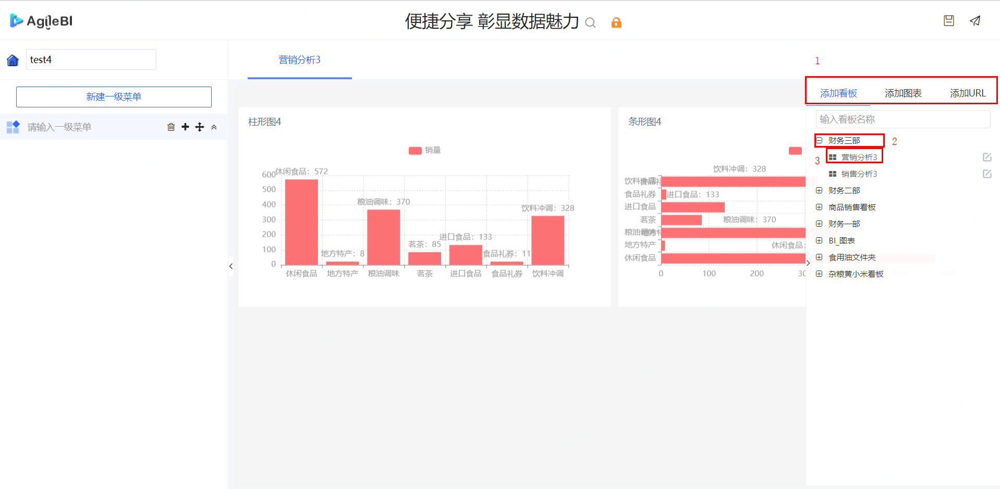 AgileBI
便捷分享 彰显数据魅力
test4
营销分析3
1
新建一级菜单
添加看板 添加图表 添加URL
请输入一级菜单
输入看板名称
柱形图4
条形图4
财务三部 2
3 营销分析3
销售分析3
财务二部
商品销售看板
财务一部
BI_图表
食用油文件夹
杂粮黄小米看板
销量
600
500
400
300
200
100
0
休闲食品：572
地方特产：8
粮油调味：370
茗茶：85
进口食品：133
食品礼券：11
饮料冲调：328
休闲食品 地方特产 粮油调味 茗茶 进口食品 食品礼券 饮料冲调
饮料冲调：328
饮料冲调
食品礼券
进口食品：133
进口食品
茗茶
粮油调味：370
粮油调味
地方特产
休闲食品：
休闲食品
0 100 200 30